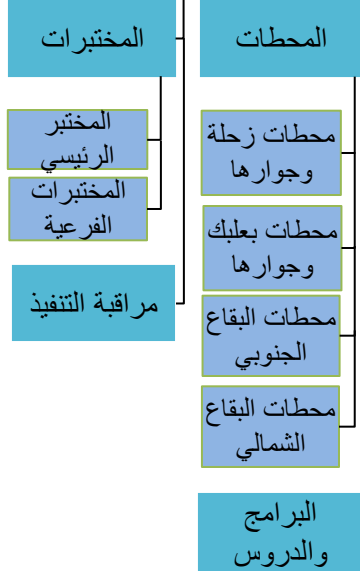 المحطات
محطات زحلة
وجوارها
محطات بعلبك
وجوارها
محطات البقاع
الجنوبي
محطات البقاع
الشمالي
البرامج
والدروس
المختبرات
المختبر
الرئيسي
المختبرات
الفرعية
مراقبة التنفيذ